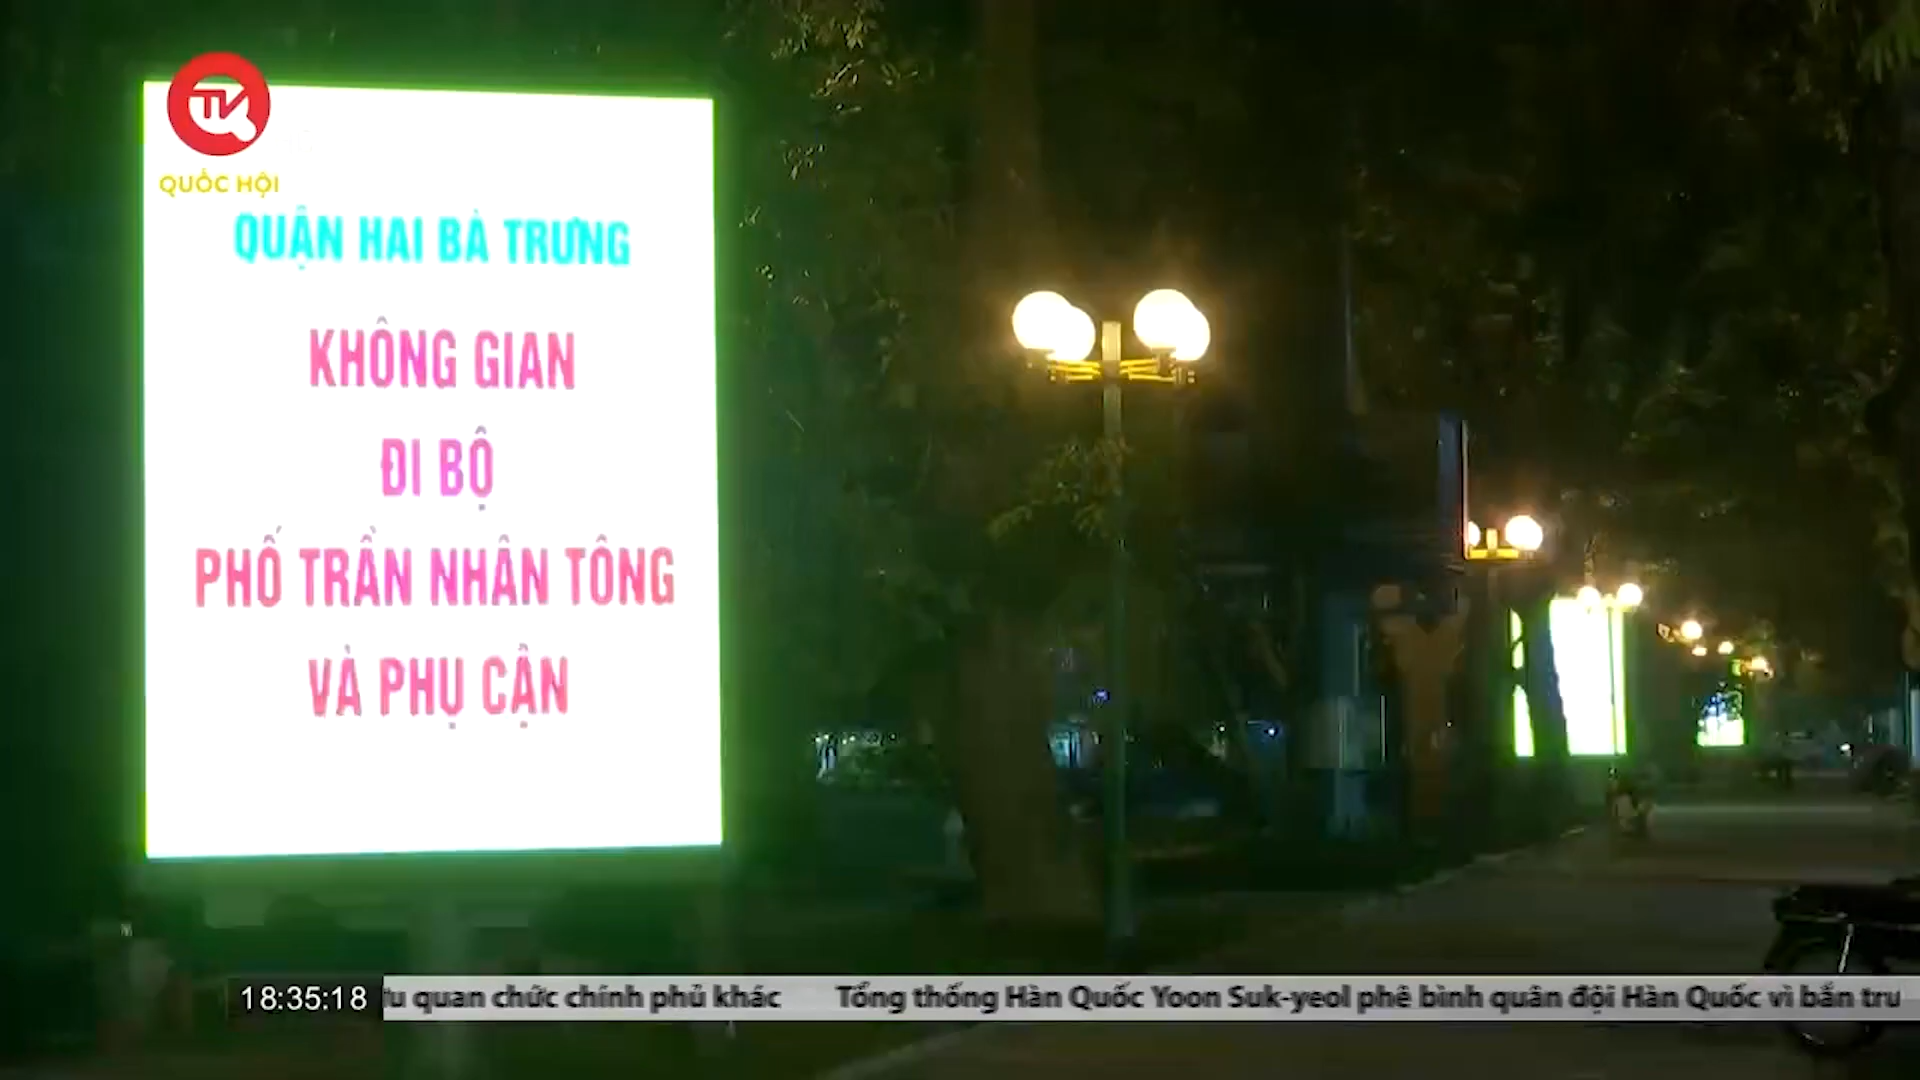 TV
QUỐC HỘI
QUẬN HAI BÀ TRƯNG
KHÔNG GIAN
ĐI BỘ
PHỐ TRẦN NHÂN TÔNG
VÀ PHỤ CẬN
18:35:18
quan chức chính phủ khác Tổng thống Hàn Quốc Yoon Suk-yeol phê bình quân đội Hàn Quốc vì bắn